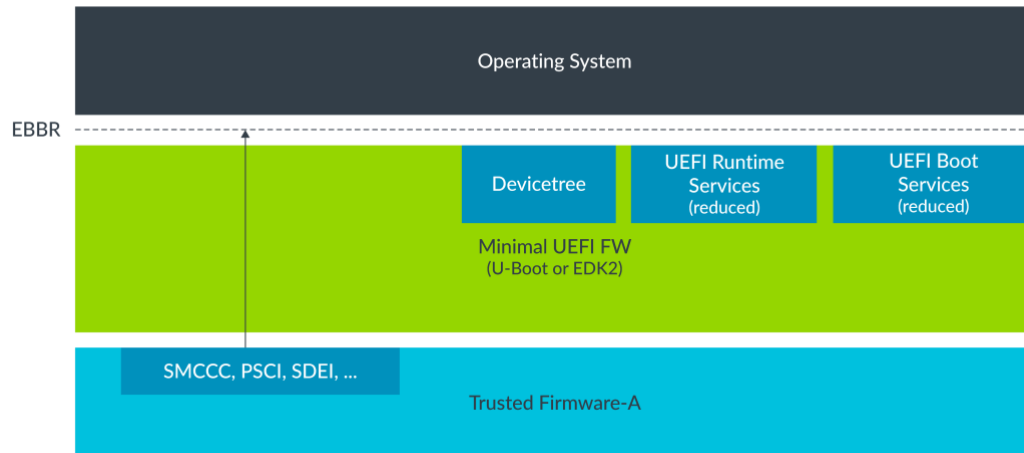 Operating System
EBBR
Devicetree
UEFI Runtime
Services
(reduced)
UEFI Boot
Services
(reduced)
Minimal UEFI FW
(U-Boot or EDK2)
SMCCC, PSCI, SDEI, ...
Trusted Firmware-A